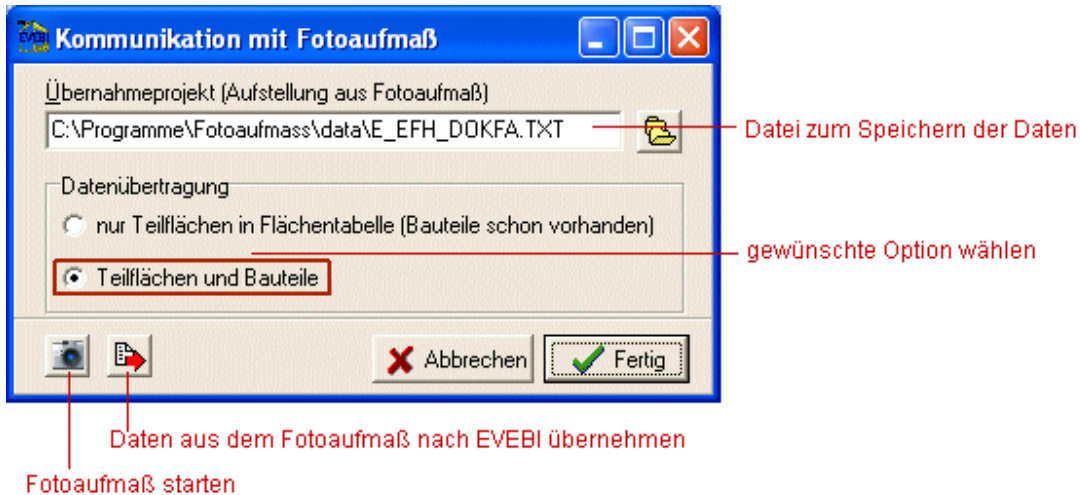 EVEBI
Kommunikation mit Fotoaufmaß
Übernahmeprojekt (Aufstellung aus Fotoaufmaß)
C:\Programme\Fotoaufmass\data\E_EFH_DOKFA.TXT
Datei zum Speichern der Daten
Datenübertragung
nur Teilflächen in Flächentabelle (Bauteile schon vorhanden)
gewünschte Option wählen
Teilflächen und Bauteile
Abbrechen
Fertig
Daten aus dem Fotoaufmaß nach EVEBI übernehmen
Fotoaufmaß starten